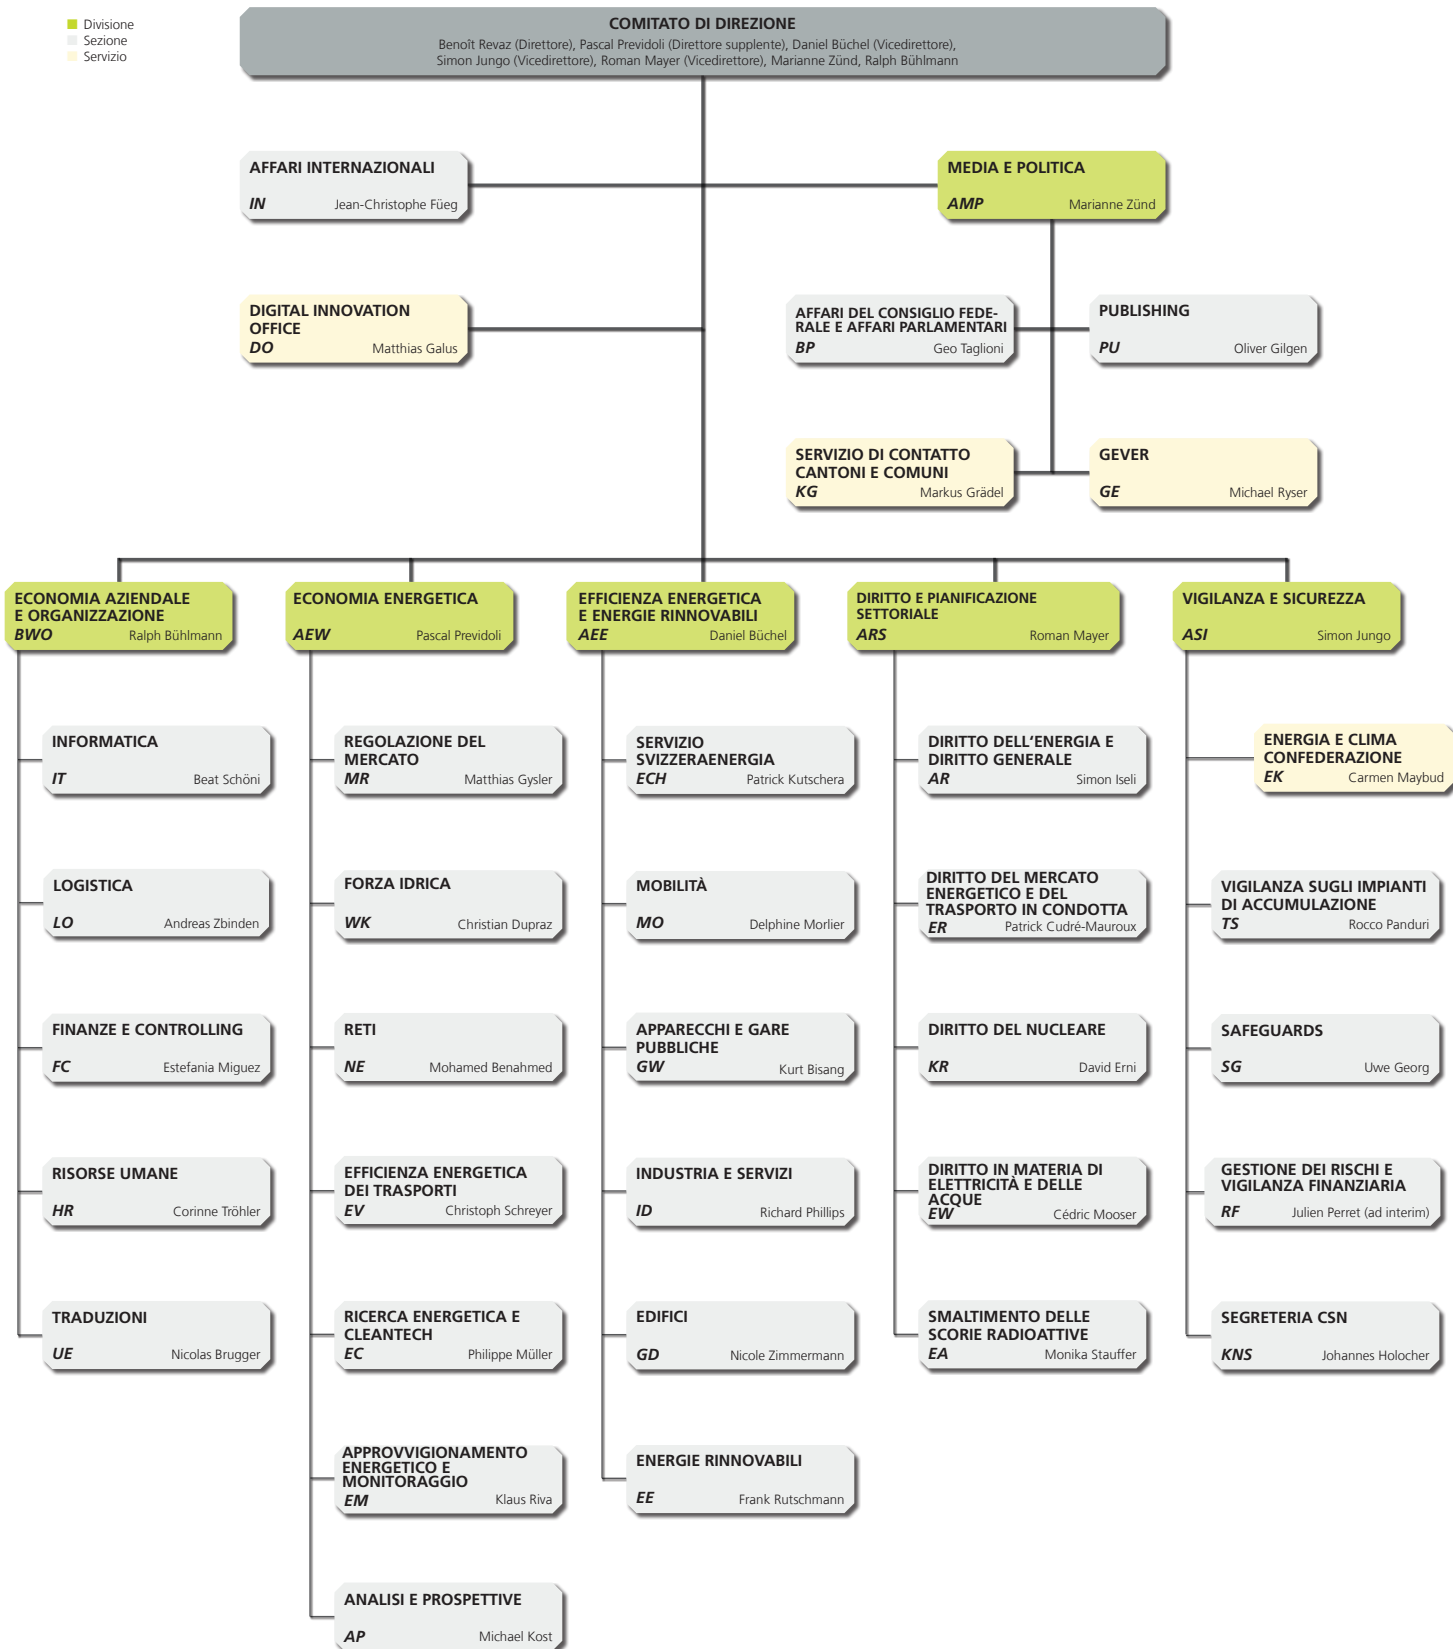 Divisione
Sezione
Servizio
COMITATO DI DIREZIONE
Benoît Revaz (Direttore), Pascal Previdoli (Direttore supplente), Daniel Büchel (Vicedirettore),
Simon Jungo (Vicedirettore), Roman Mayer (Vicedirettore), Marianne Zünd, Ralph Bühlmann
AFFARI INTERNAZIONALI
IN Jean-Christophe Füeg
MEDIA E POLITICA
AMP Marianne Zünd
DIGITAL INNOVATION
OFFICE
DO Matthias Galus
AFFARI DEL CONSIGLIO FEDE-
RALE E AFFARI PARLAMENTARI
BP Geo Taglioni
PUBLISHING
PU Oliver Gilgen
SERVIZIO DI CONTATTO
CANTONI E COMUNI
KG Markus Grädel
GEVER
GE Michael Ryser
ECONOMIA AZIENDALE
E ORGANIZZAZIONE
BWO Ralph Bühlmann
INFORMATICA
IT Beat Schöni
LOGISTICA
LO Andreas Zbinden
FINANZE E CONTROLLING
FC Estefania Miguez
RISORSE UMANE
HR Corinne Tröhler
TRADUZIONI
UE Nicolas Brugger
ECONOMIA ENERGETICA
AEW Pascal Previdoli
REGOLAZIONE DEL
MERCATO
MR Matthias Gysler
FORZA IDRICA
WK Christian Dupraz
RETI
NE Mohamed Benahmed
EFFICIENZA ENERGETICA
DEI TRASPORTI
EV Christoph Schreyer
RICERCA ENERGETICA E
CLEANTECH
EC Philippe Müller
APPROVVIGIONAMENTO
ENERGETICO E
MONITORAGGIO
EM Klaus Riva
ANALISI E PROSPETTIVE
AP Michael Kost
EFFICIENZA ENERGETICA
E ENERGIE RINNOVABILI
AEE Daniel Büchel
SERVIZIO
SVIZZERAENERGIA
ECH Patrick Kutschera
MOBILITÀ
MO Delphine Morlier
APPARECCHI E GARE
PUBBLICHE
GW Kurt Bisang
INDUSTRIA E SERVIZI
ID Richard Phillips
EDIFICI
GD Nicole Zimmermann
ENERGIE RINNOVABILI
EE Frank Rutschmann
DIRITTO E PIANIFICAZIONE
SETTORIALE
ARS Roman Mayer
DIRITTO DELL'ENERGIA E
DIRITTO GENERALE
AR Simon Iseli
DIRITTO DEL MERCATO
ENERGETICO E DEL
TRASPORTO IN CONDOTTA
ER Patrick Cudré-Mauroux
DIRITTO DEL NUCLEARE
KR David Erni
DIRITTO IN MATERIA DI
ELETTRICITÀ E DELLE
ACQUE
EW Cédric Mooser
SMALTIMENTO DELLE
SCORIE RADIOATTIVE
EA Monika Stauffer
VIGILANZA E SICUREZZA
ASI Simon Jungo
ENERGIA E CLIMA
CONFEDERAZIONE
EK Carmen Maybud
VIGILANZA SUGLI IMPIANTI
DI ACCUMULAZIONE
TS Rocco Panduri
SAFEGUARDS
SG Uwe Georg
GESTIONE DEI RISCHI E
VIGILANZA FINANZIARIA
RF Julien Perret (ad interim)
SEGRETERIA CSN
KNS Johannes Holocher